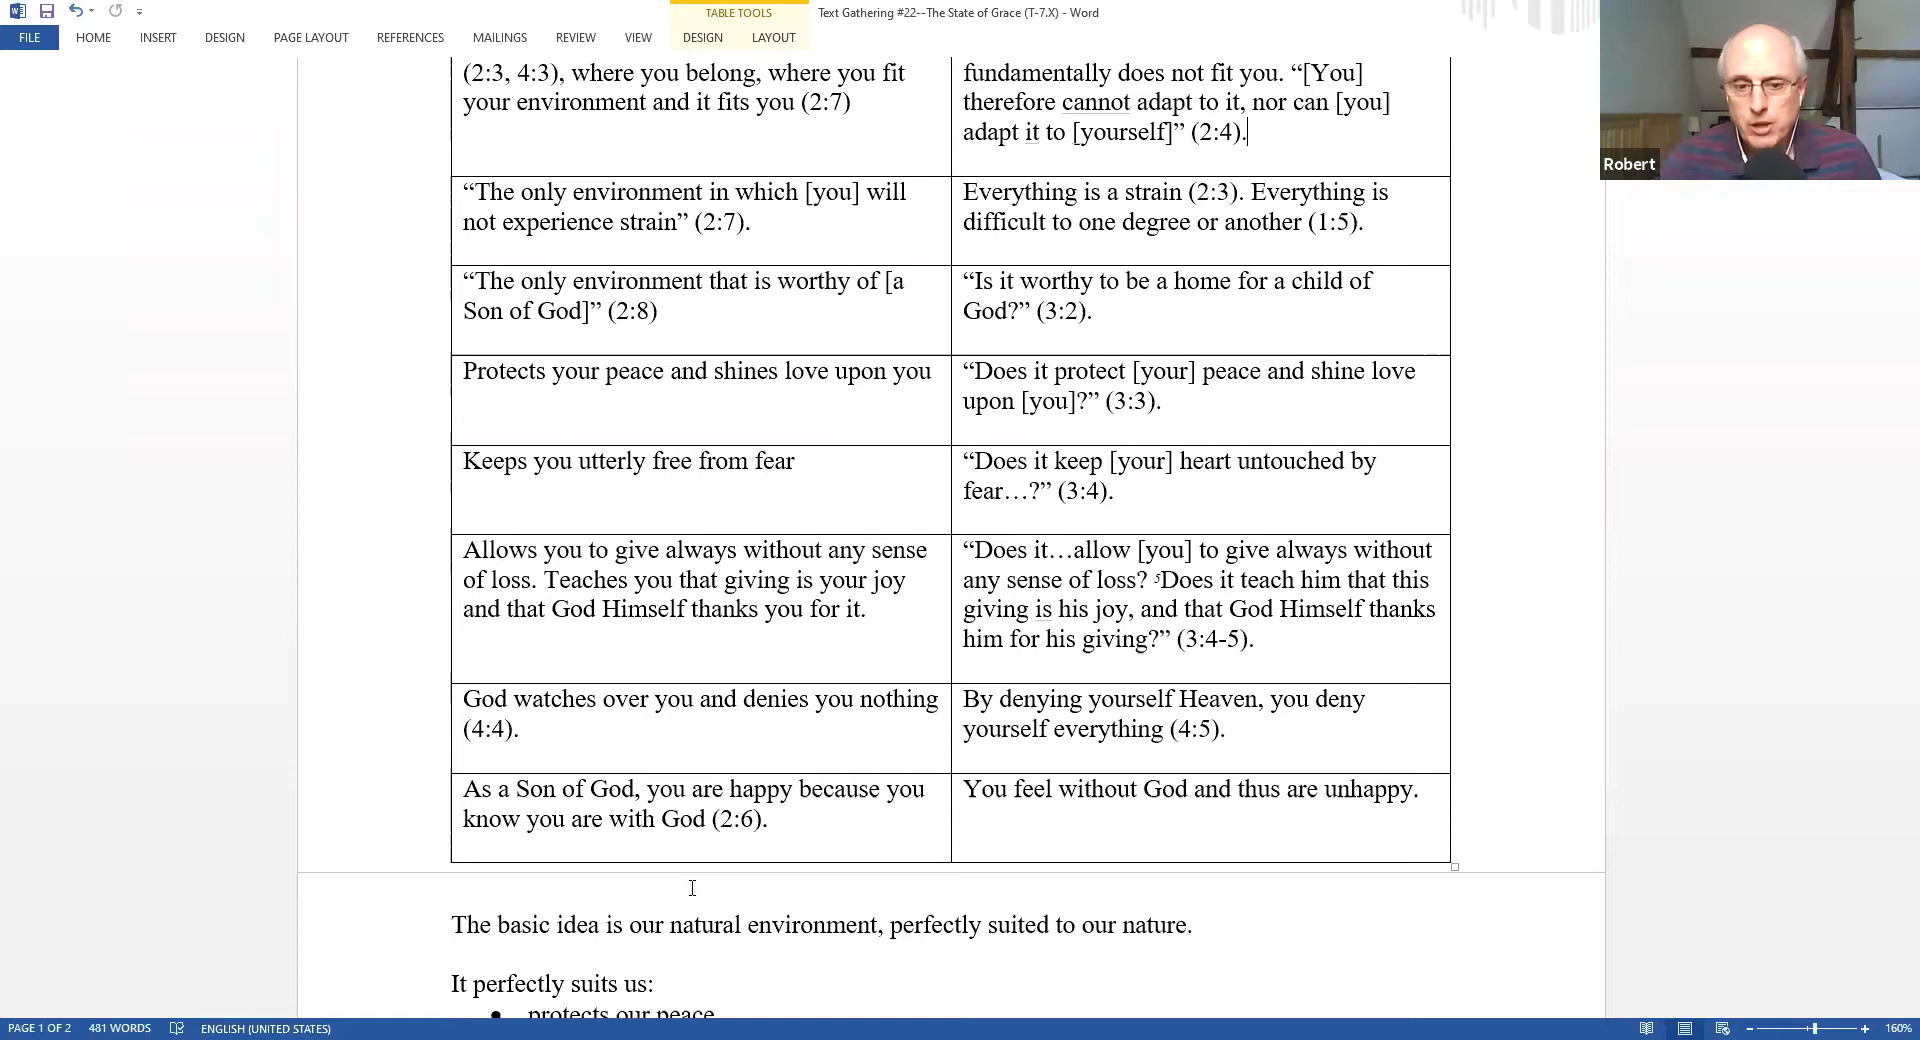 TABLE TOOLS
Text Gathering #22--The State of Grace (T-7.X) - Word
FILE HOME INSERT DESIGN PAGE LAYOUT REFERENCES MAILINGS REVIEW VIEW DESIGN LAYOUT
(2:3, 4:3), where you belong, where you fit
your environment and it fits you (2:7)
fundamentally does not fit you. “[You]
therefore cannot adapt to it, nor can [you]
adapt it to [yourself]” (2:4).
Robert
“The only environment in which [you] will
not experience strain” (2:7).
Everything is a strain (2:3). Everything is
difficult to one degree or another (1:5).
“The only environment that is worthy of [a
Son of God]” (2:8)
“Is it worthy to be a home for a child of
God?” (3:2).
Protects your peace and shines love upon you
“Does it protect [your] peace and shine love
upon [you]?” (3:3).
Keeps you utterly free from fear
“Does it keep [your] heart untouched by
fear…?” (3:4).
Allows you to give always without any sense
of loss. Teaches you that giving is your joy
and that God Himself thanks you for it.
“Does it…allow [you] to give always without
any sense of loss? ⁵Does it teach him that this
giving is his joy, and that God Himself thanks
him for his giving?” (3:4-5).
God watches over you and denies you nothing
(4:4).
By denying yourself Heaven, you deny
yourself everything (4:5).
As a Son of God, you are happy because you
know you are with God (2:6).
You feel without God and thus are unhappy.
The basic idea is our natural environment, perfectly suited to our nature.
It perfectly suits us:
• protects our peace
PAGE 1 OF 2 481 WORDS ENGLISH (UNITED STATES) 160%